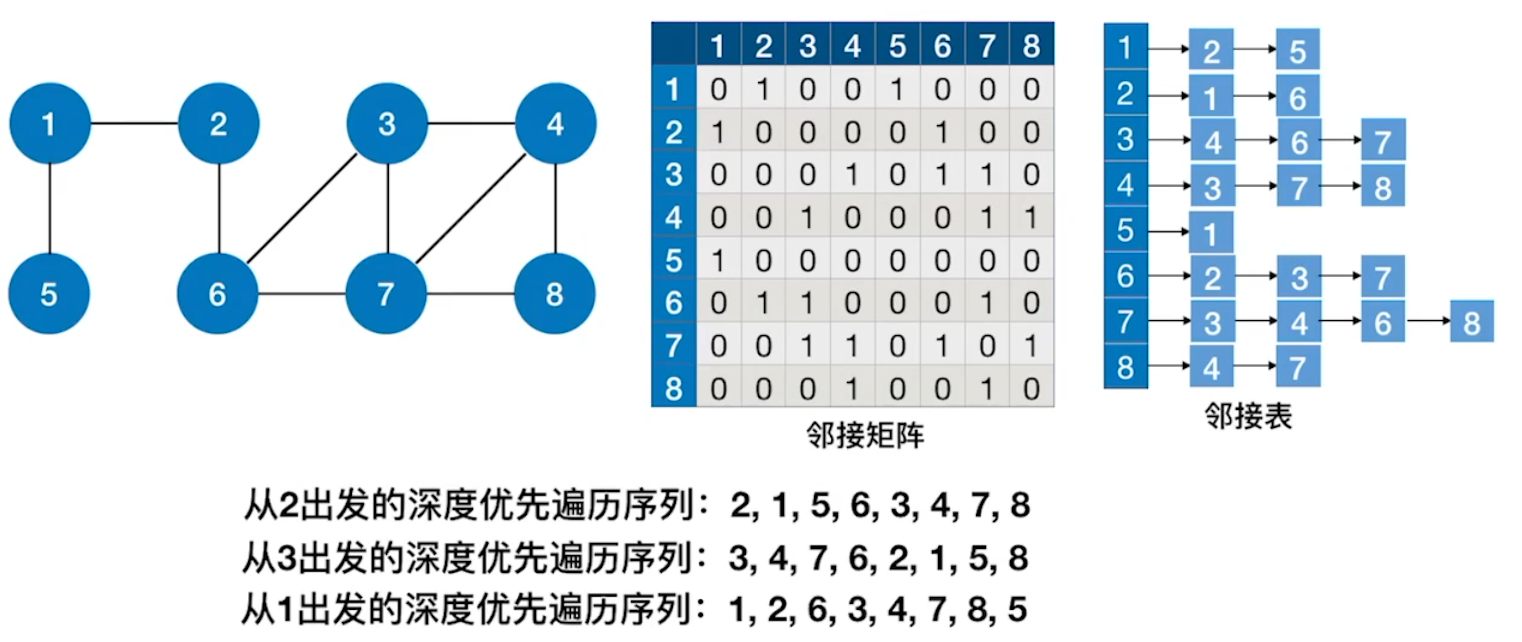 1 2 3 4
5 6 7 8
1 2 3 4 5 6 7 8
1 0 1 0 0 1 0 0 0
2 1 0 0 0 0 1 0 0
3 0 0 0 1 0 1 1 0
4 0 0 1 0 0 0 1 1
5 1 0 0 0 0 0 0 0
6 0 1 1 0 0 0 1 0
7 0 0 1 1 0 1 0 1
8 0 0 0 1 0 0 1 0
邻接矩阵
1 2 5
2 1 6
3 4 6 7
4 3 7 8
5 1
6 2 3 7
7 3 4 6 8
8 4 7
邻接表
从2出发的深度优先遍历序列：2, 1, 5, 6, 3, 4, 7, 8
从3出发的深度优先遍历序列：3, 4, 7, 6, 2, 1, 5, 8
从1出发的深度优先遍历序列：1, 2, 6, 3, 4, 7, 8, 5